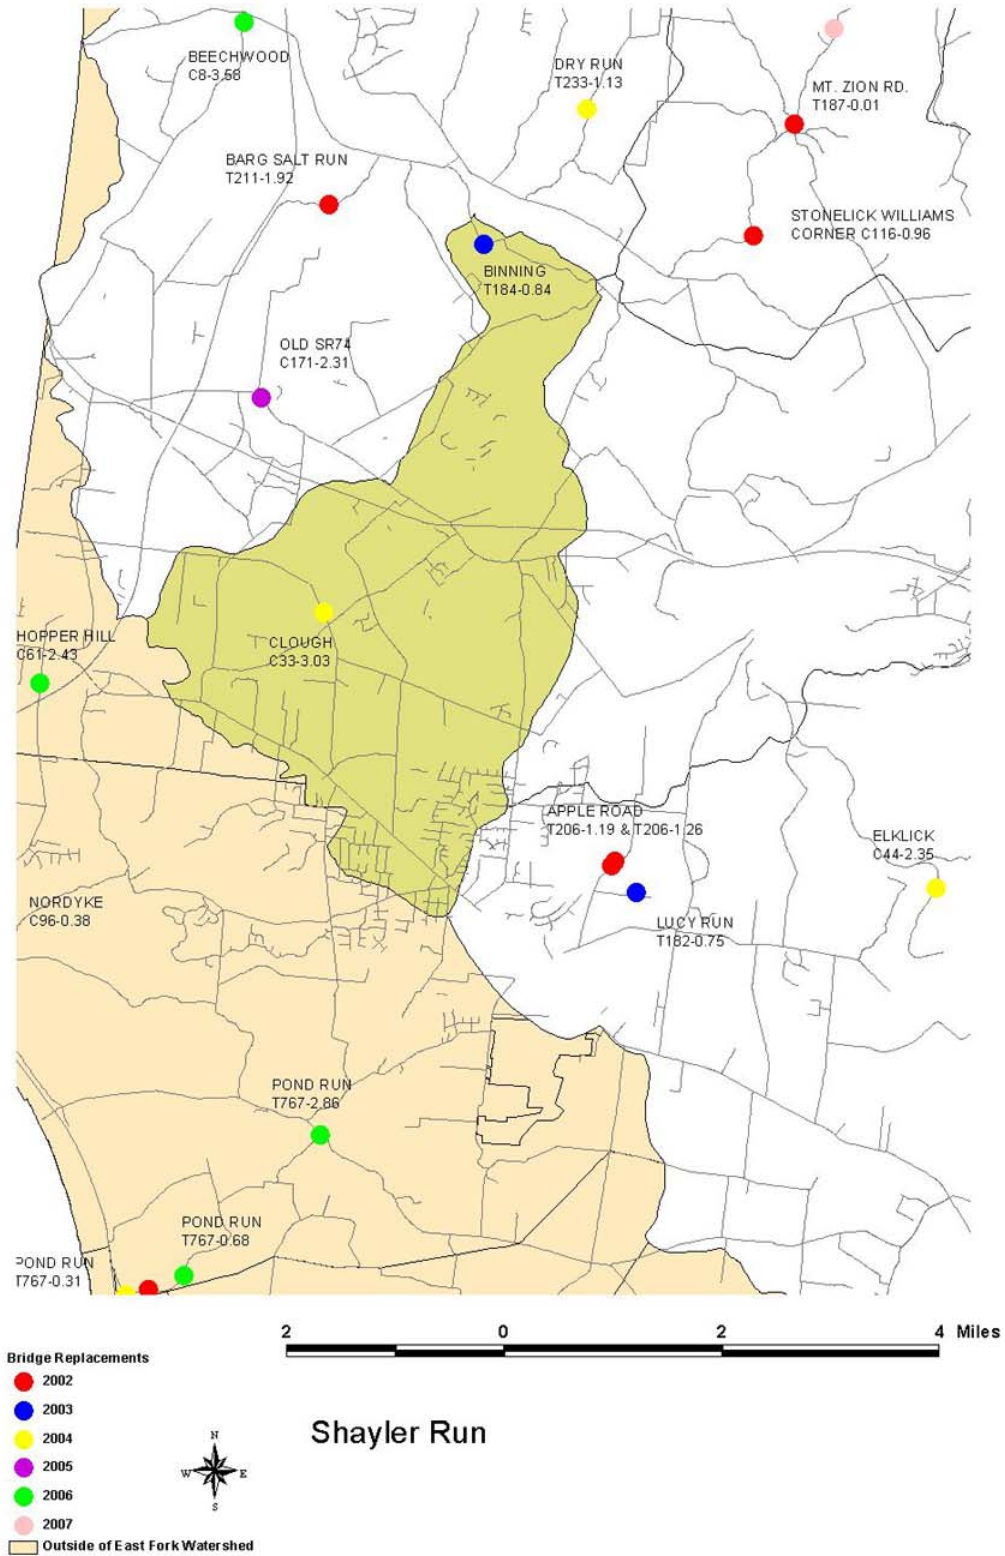 BEECHWOOD
C8-3.58
DRY RUN
T233-1.13
MT. ZION RD.
T187-0.01
BARG SALT RUN
T211-1.92
STONELICK WILLIAMS
CORNER C116-0.96
BINNING
T184-0.84
OLD SR74
C171-2.31
HOPPER HILL
C61-2.43
CLOUGH
C33-3.03
APPLE ROAD
T206-1.19 & T206-1.26
ELKLICK
C44-2.35
NORDYKE
C96-0.38
LUCY RUN
T182-0.75
POND RUN
T767-2.86
POND RUN
T767-0.68
POND RUN
T767-0.31
2 0 2 4 Miles
Bridge Replacements
2002
2003
2004
2005
2006
2007
Outside of East Fork Watershed
N
W E
S
Shayler Run